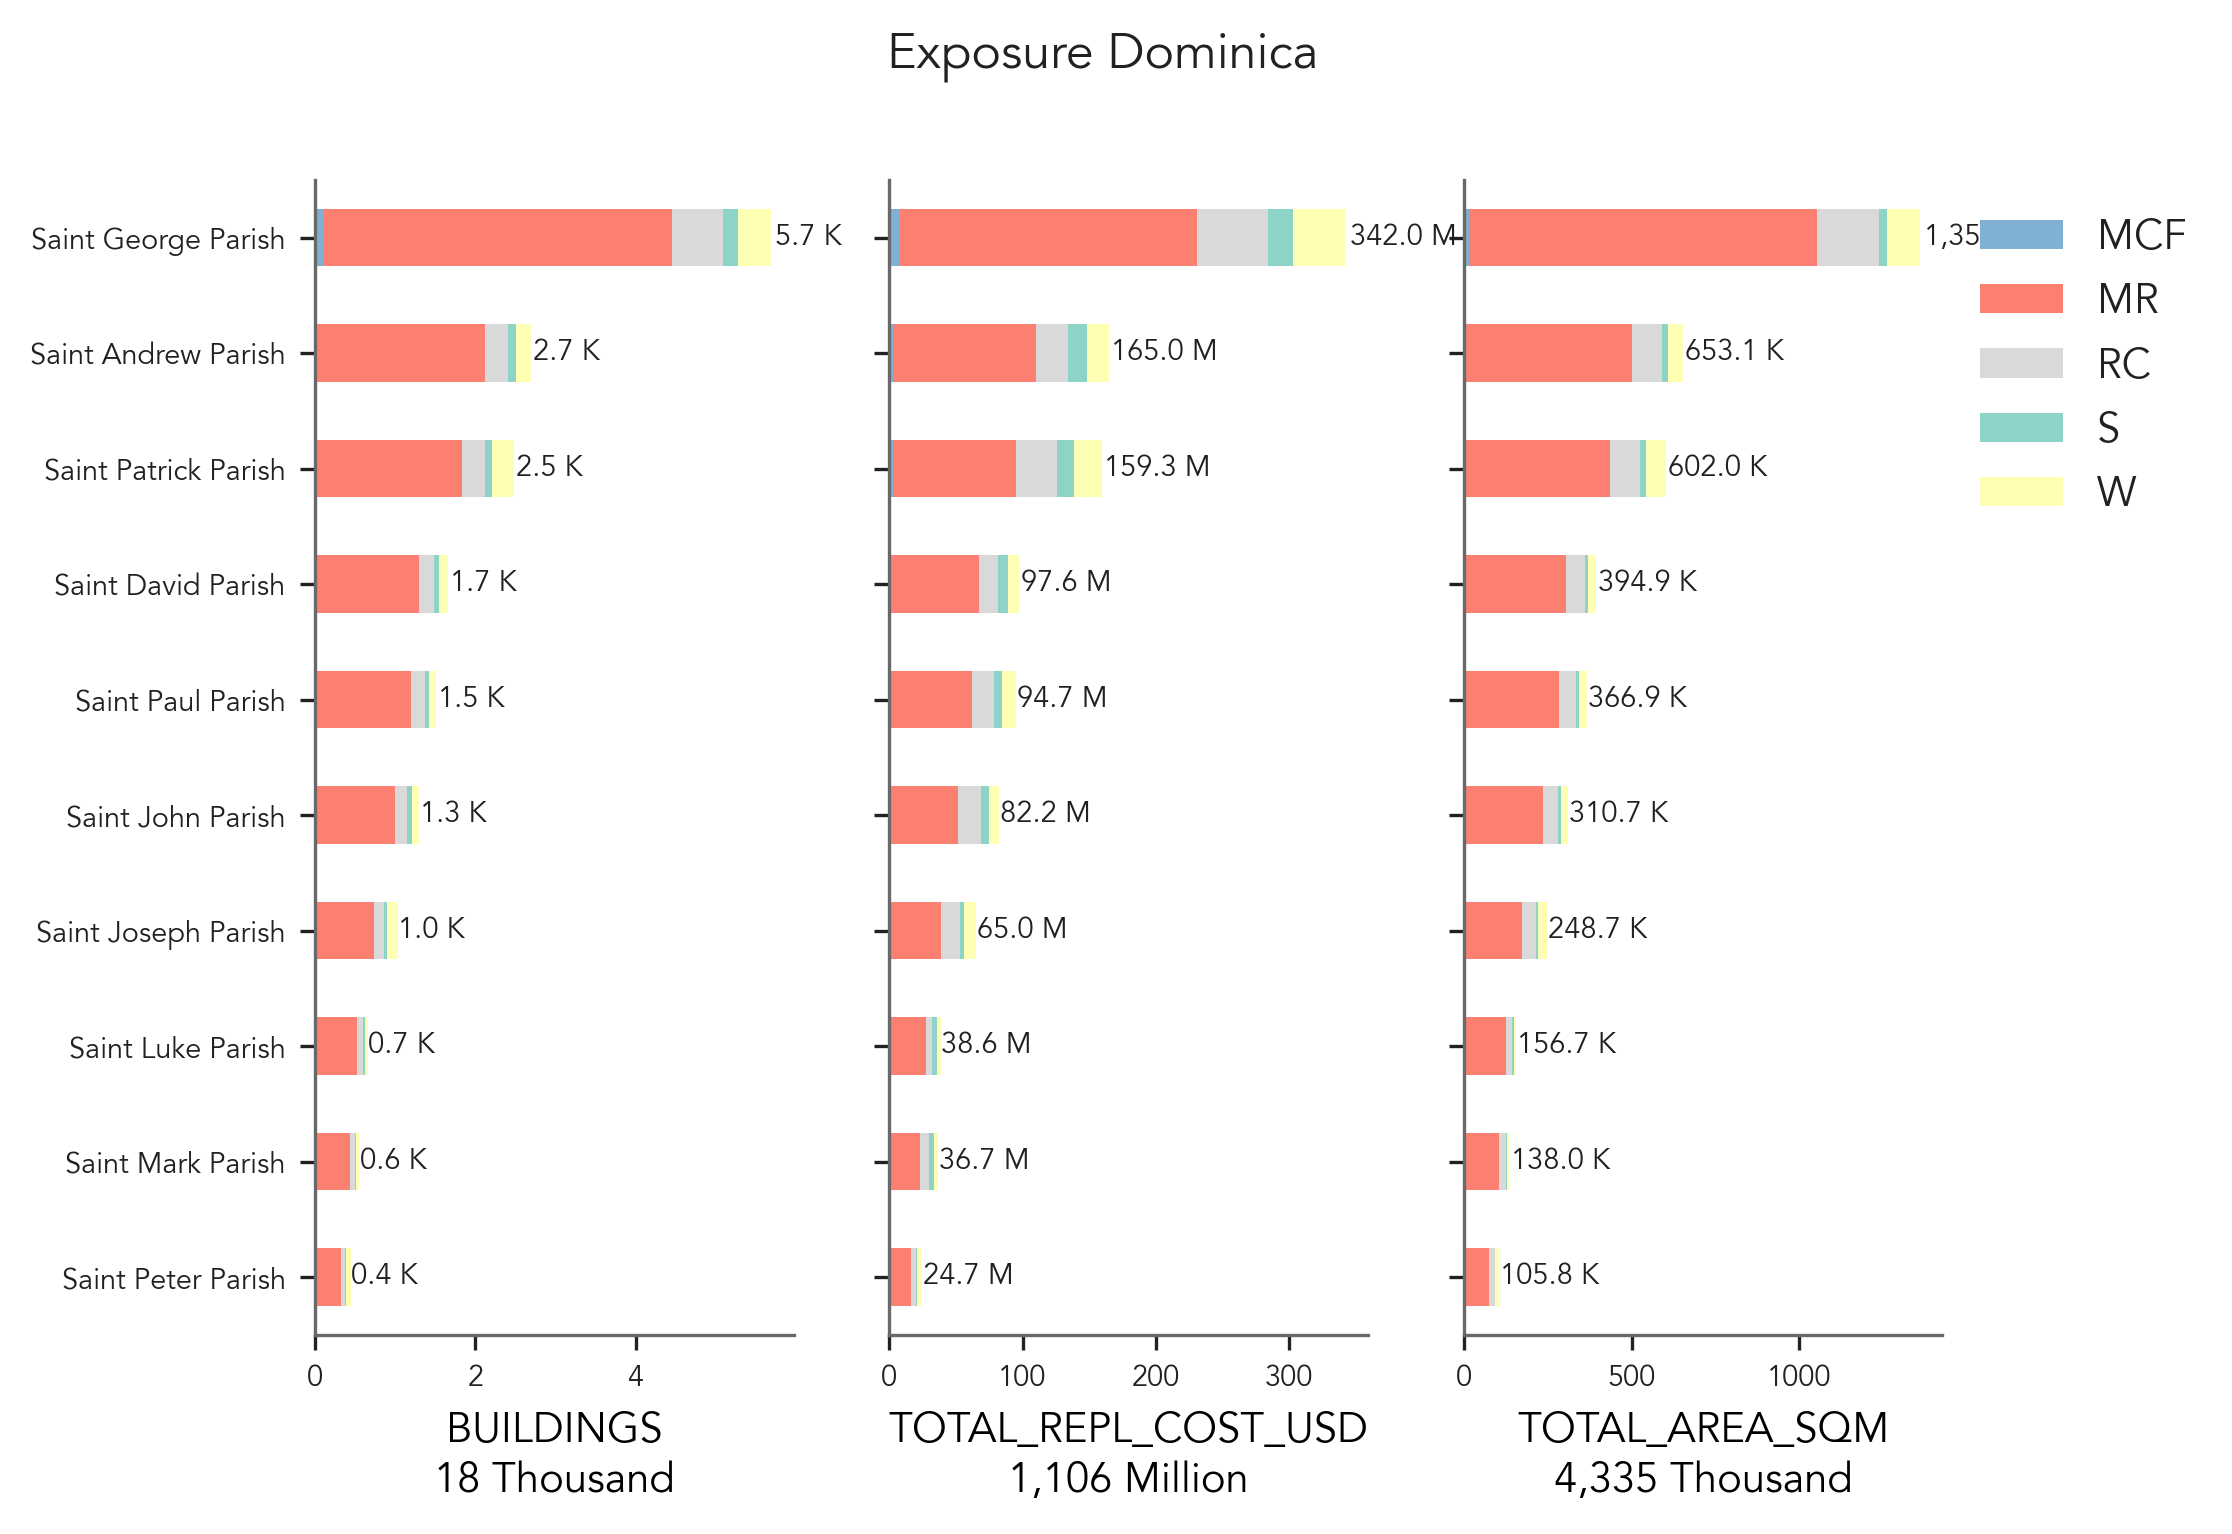 Exposure Dominica
Saint George Parish
Saint Andrew Parish
Saint Patrick Parish
Saint David Parish
Saint Paul Parish
Saint John Parish
Saint Joseph Parish
Saint Luke Parish
Saint Mark Parish
Saint Peter Parish
5.7 K
2.7 K
2.5 K
1.7 K
1.5 K
1.3 K
1.0 K
0.7 K
0.6 K
0.4 K
0 2 4
BUILDINGS
18 Thousand
342.0 M
165.0 M
159.3 M
97.6 M
94.7 M
82.2 M
65.0 M
38.6 M
36.7 M
24.7 M
0 100 200 300
TOTAL_REPL_COST_USD
1,106 Million
653.1 K
602.0 K
394.9 K
366.9 K
310.7 K
248.7 K
156.7 K
138.0 K
105.8 K
0 500 1000
TOTAL_AREA_SQM
4,335 Thousand
MCF
MR
RC
S
W